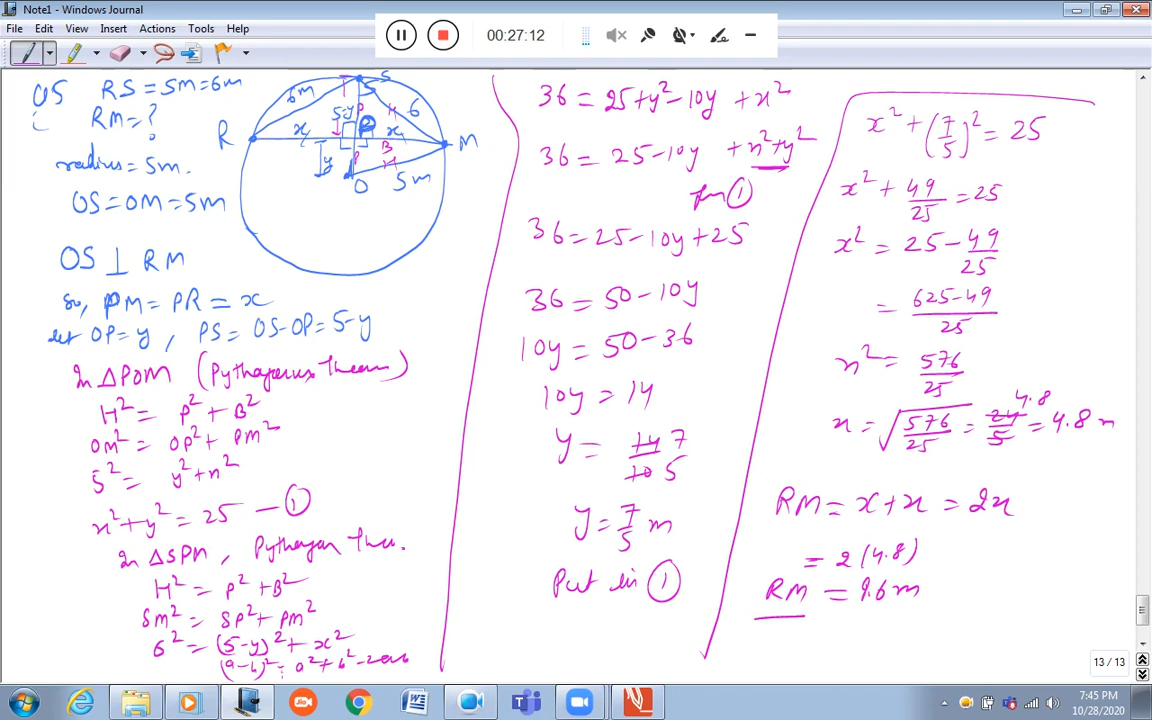 Note1 - Windows Journal
File Edit View Insert Actions Tools Help
00:27:12
OS RS = SM = 6m
RM = ?
radius = 5m.
OS = OM = 5m
OS ⊥ RM
so, PM = PR = x
let OP = y, PS = OS - OP = 5-y
R
M
S
O
6m
6
5-y
P
x
x
y
B
P
H
H
5m
In ΔPOM (Pythagorus Theorem)
H² = P² + B²
OM² = OP² + PM²
5² = y² + x²
x² + y² = 25 — ①
In ΔSPM, Pythagoras Theo.
H² = P² + B²
SM² = SP² + PM²
6² = (5-y)² + x²
(a-b)² = a² + b² - 2ab
36 = 25 + y² - 10y + x²
36 = 25 - 10y + x² + y²
from ①
36 = 25 - 10y + 25
36 = 50 - 10y
10y = 50 - 36
10y = 14
y = 14/10 7/5
y = 7/5 m
Put in ①
x² + (7/5)² = 25
x² + 49/25 = 25
x² = 25 - 49/25
= 625-49/25
x² = 576/25
x = √576/25 = 24/5 4.8 = 4.8 m
RM = x + x = 2x
= 2(4.8)
RM = 9.6m
13 / 13
7:45 PM
10/28/2020